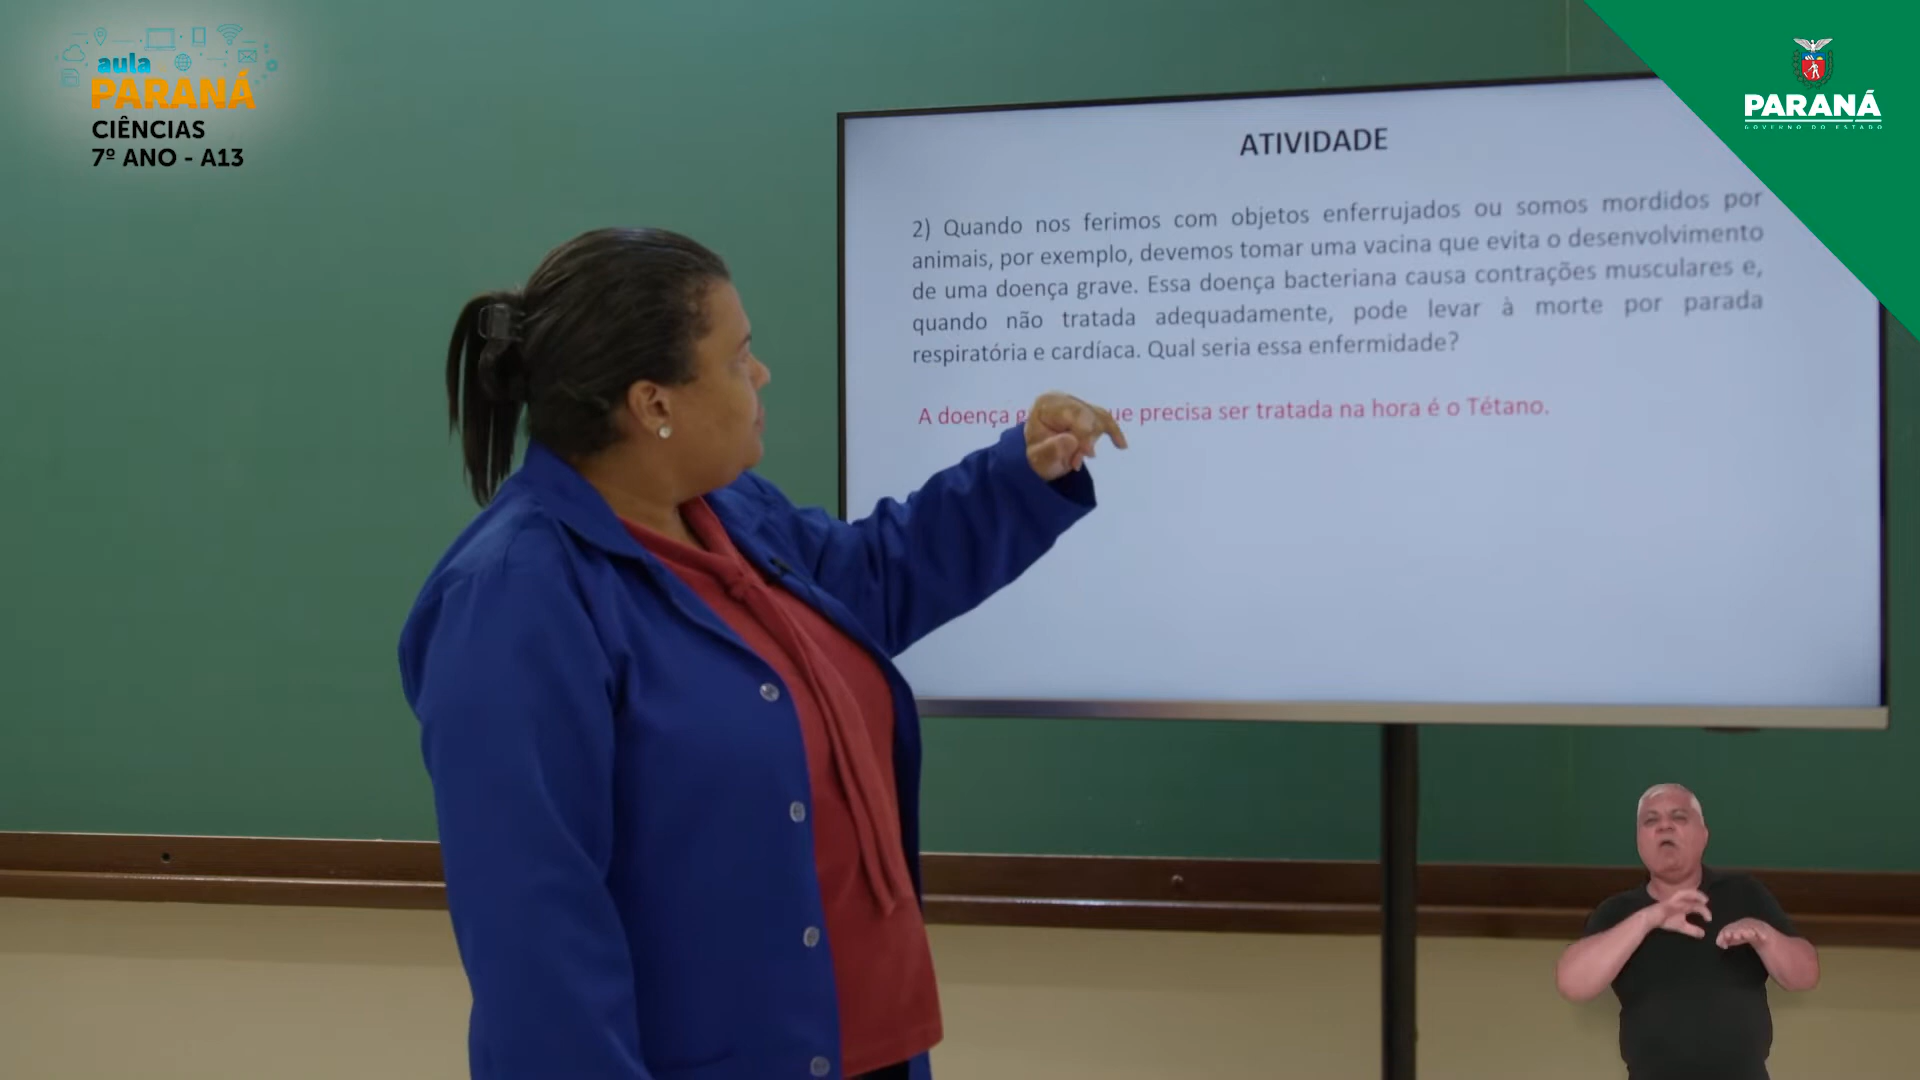 aula
PARANÁ
CIÊNCIAS
7º ANO - A13
PARANÁ
GOVERNO DO ESTADO
ATIVIDADE
2) Quando nos ferimos com objetos enferrujados ou somos mordidos por
animais, por exemplo, devemos tomar uma vacina que evita o desenvolvimento
de uma doença grave. Essa doença bacteriana causa contrações musculares e,
quando não tratada adequadamente, pode levar à morte por parada
respiratória e cardíaca. Qual seria essa enfermidade?
A doença precisa ser tratada na hora é o Tétano.